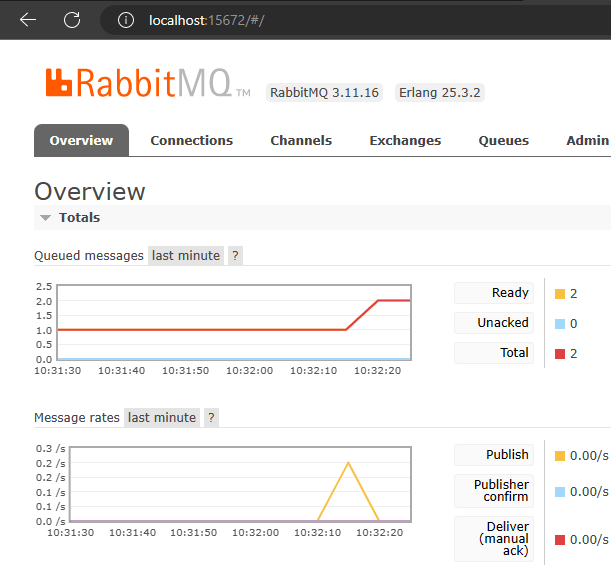 localhost:15672/#/
RabbitMQ TM RabbitMQ 3.11.16 Erlang 25.3.2
Overview Connections Channels Exchanges Queues Admin
Overview
Totals
Queued messages last minute ?
2.5
2.0
1.5
1.0
0.5
0.0
10:31:30 10:31:40 10:31:50 10:32:00 10:32:10 10:32:20
Ready 2
Unacked 0
Total 2
Message rates last minute ?
0.3 /s
0.2 /s
0.2 /s
0.1 /s
0.1 /s
0.0 /s
10:31:30 10:31:40 10:31:50 10:32:00 10:32:10 10:32:20
Publish 0.00/s
Publisher
confirm 0.00/s
Deliver
(manual
ack) 0.00/s